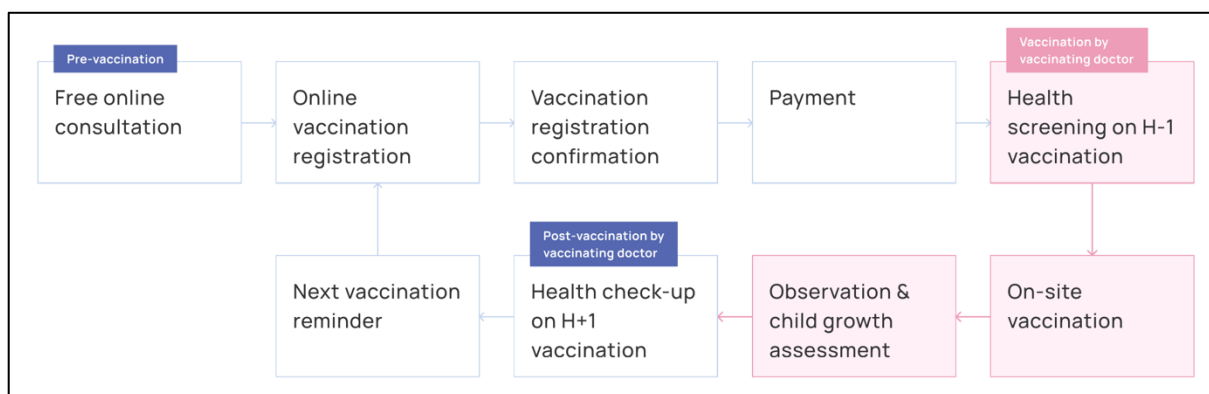 Pre-vaccination
Free online
consultation
Online
vaccination
registration
Vaccination
registration
confirmation
Payment
Vaccination by
vaccinating doctor
Health
screening on H-1
vaccination
Next vaccination
reminder
Post-vaccination by
vaccinating doctor
Health check-up
on H+1
vaccination
Observation &
child growth
assessment
On-site
vaccination